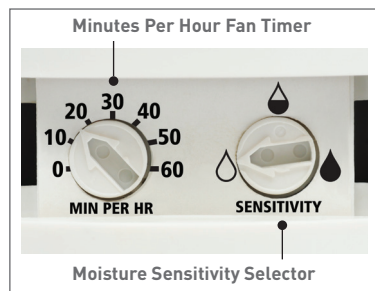 Minutes Per Hour Fan Timer
30
20 40
10 50
0 60
MIN PER HR SENSITIVITY
Moisture Sensitivity Selector